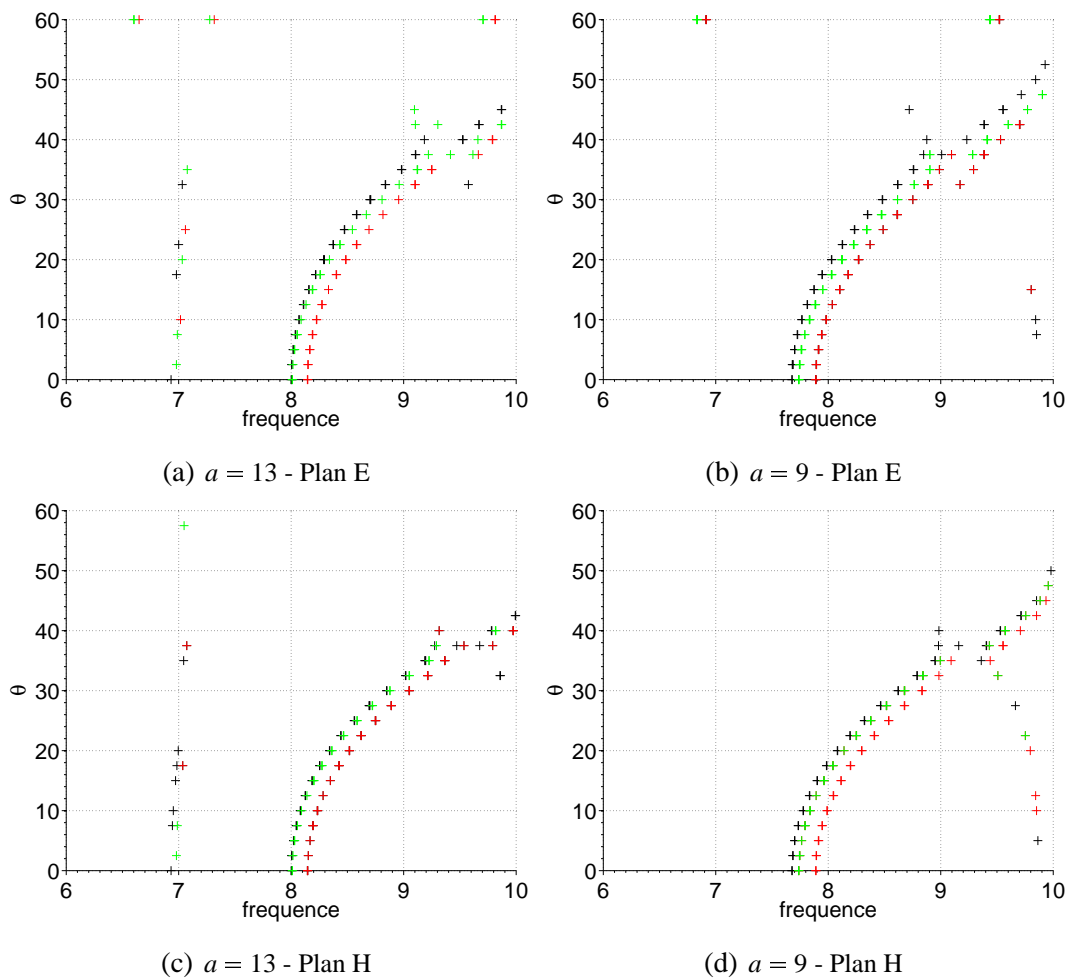 60
50
40
30
20
10
0
θ
6 7 8 9 10
frequence
(a) a = 13 - Plan E
60
50
40
30
20
10
0
θ
6 7 8 9 10
frequence
(b) a = 9 - Plan E
60
50
40
30
20
10
0
θ
6 7 8 9 10
frequence
(c) a = 13 - Plan H
60
50
40
30
20
10
0
θ
6 7 8 9 10
frequence
(d) a = 9 - Plan H